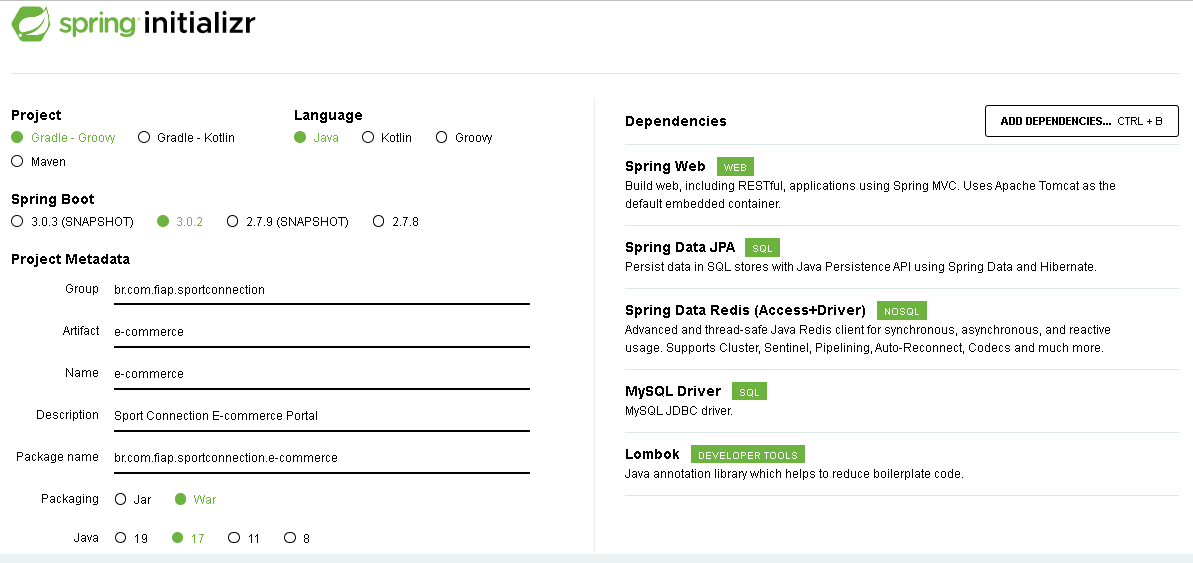 spring initializr
Project
Gradle - Groovy Gradle - Kotlin
Maven
Language
Java Kotlin Groovy
Spring Boot
3.0.3 (SNAPSHOT) 3.0.2 2.7.9 (SNAPSHOT) 2.7.8
Project Metadata
Group br.com.fiap.sportconnection
Artifact e-commerce
Name e-commerce
Description Sport Connection E-commerce Portal
Package name br.com.fiap.sportconnection.e-commerce
Packaging Jar War
Java 19 17 11 8
Dependencies ADD DEPENDENCIES... CTRL + B
Spring Web WEB
Build web, including RESTful, applications using Spring MVC. Uses Apache Tomcat as the
default embedded container.
Spring Data JPA SQL
Persist data in SQL stores with Java Persistence API using Spring Data and Hibernate.
Spring Data Redis (Access+Driver) NOSQL
Advanced and thread-safe Java Redis client for synchronous, asynchronous, and reactive
usage. Supports Cluster, Sentinel, Pipelining, Auto-Reconnect, Codecs and much more.
MySQL Driver SQL
MySQL JDBC driver.
Lombok DEVELOPER TOOLS
Java annotation library which helps to reduce boilerplate code.